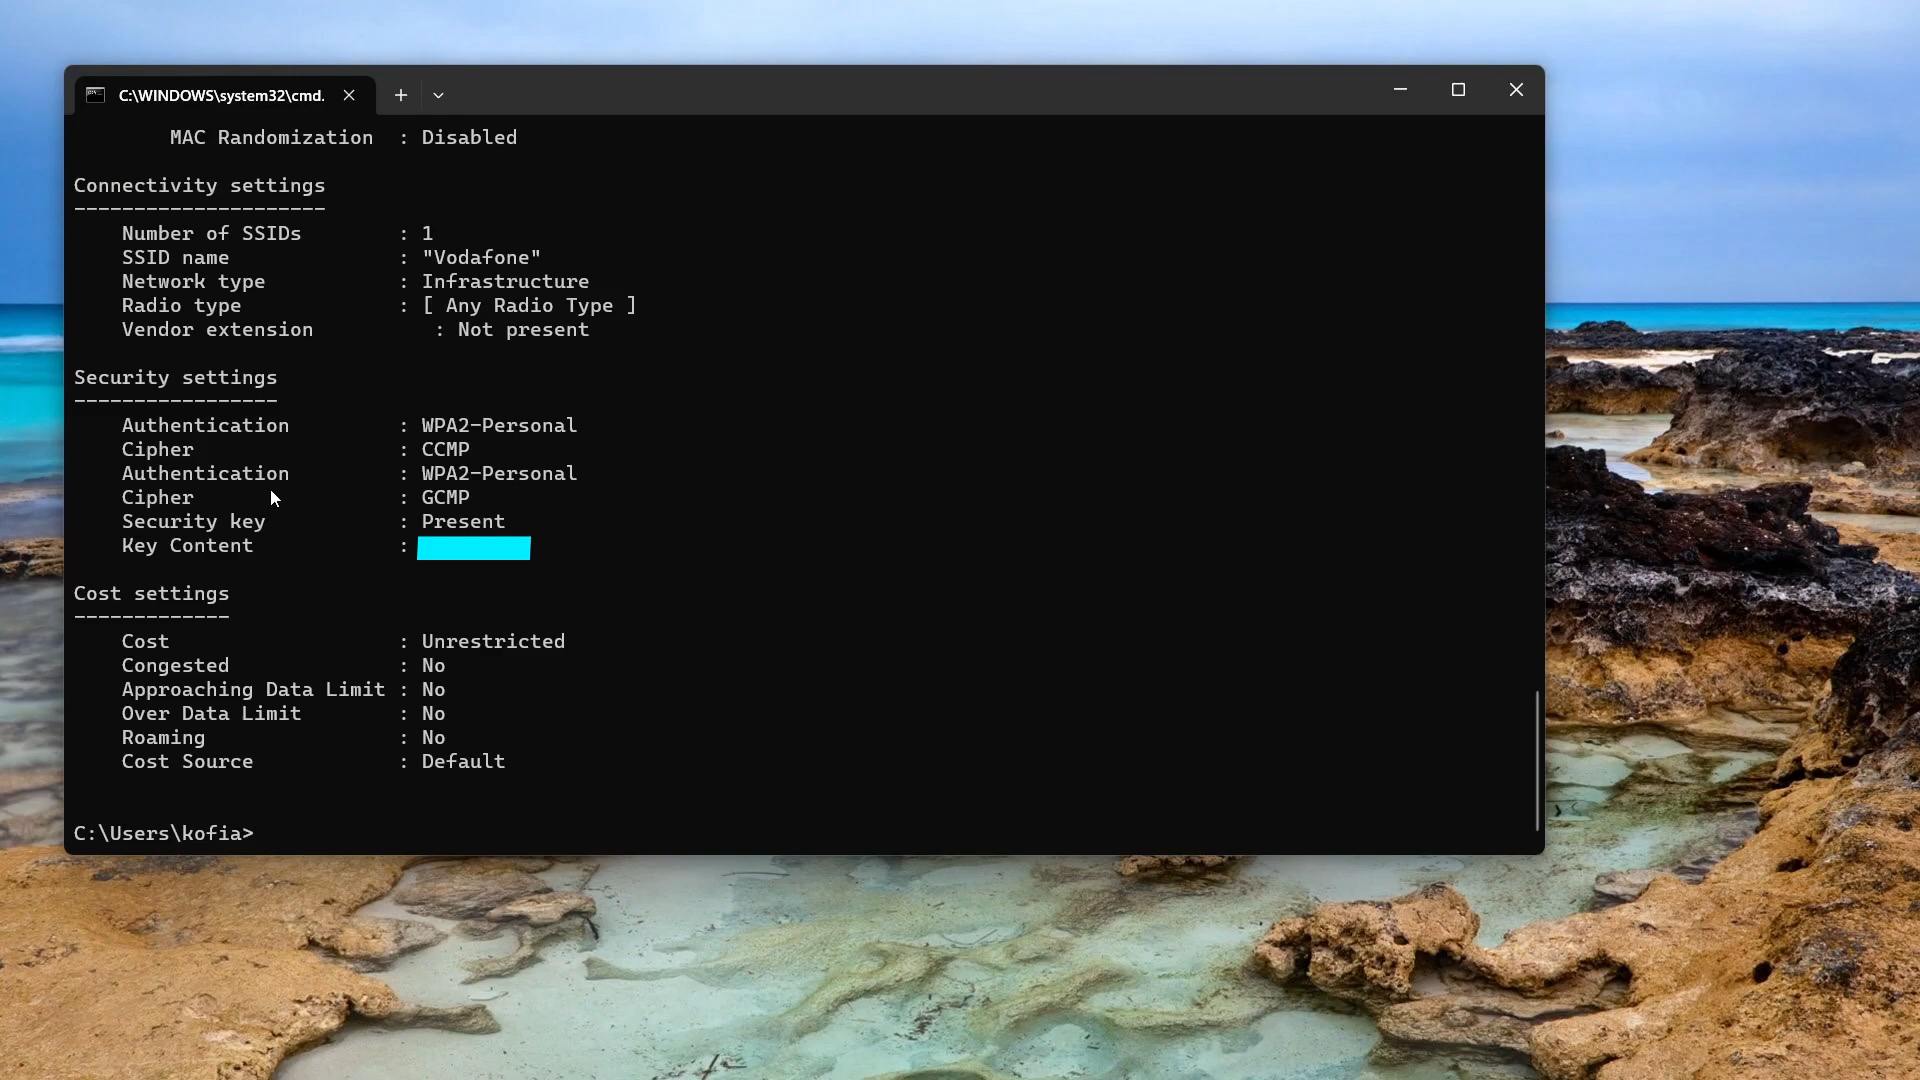 C:\WINDOWS\system32\cmd.
MAC Randomization : Disabled
Connectivity settings
---------------------
Number of SSIDs : 1
SSID name : "Vodafone"
Network type : Infrastructure
Radio type : [ Any Radio Type ]
Vendor extension : Not present
Security settings
-----------------
Authentication : WPA2-Personal
Cipher : CCMP
Authentication : WPA2-Personal
Cipher : GCMP
Security key : Present
Key Content :
Cost settings
-------------
Cost : Unrestricted
Congested : No
Approaching Data Limit : No
Over Data Limit : No
Roaming : No
Cost Source : Default
C:\Users\kofia>